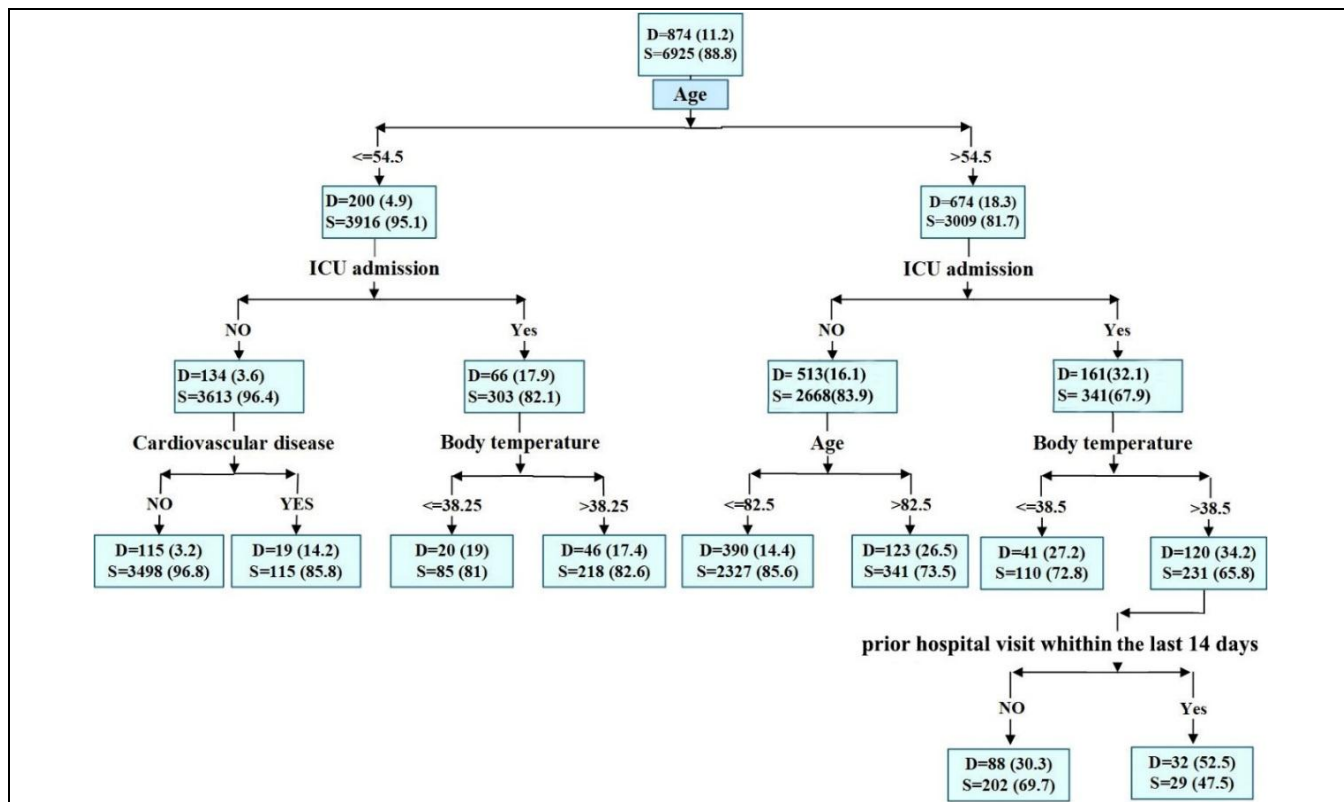 D=874 (11.2)
S=6925 (88.8)
Age
<=54.5
>54.5
D=200 (4.9)
S=3916 (95.1)
D=674 (18.3)
S=3009 (81.7)
ICU admission
ICU admission
NO
Yes
NO
Yes
D=134 (3.6)
S=3613 (96.4)
D=66 (17.9)
S=303 (82.1)
D= 513(16.1)
S= 2668(83.9)
D=161(32.1)
S= 341(67.9)
Cardiovascular disease
Body temperature
Age
Body temperature
NO
YES
<=38.25
>38.25
<=82.5
>82.5
<=38.5
>38.5
D=115 (3.2)
S=3498 (96.8)
D=19 (14.2)
S=115 (85.8)
D=20 (19)
S=85 (81)
D=46 (17.4)
S=218 (82.6)
D=390 (14.4)
S=2327 (85.6)
D=123 (26.5)
S=341 (73.5)
D=41 (27.2)
S=110 (72.8)
D=120 (34.2)
S=231 (65.8)
prior hospital visit whithin the last 14 days
NO
Yes
D=88 (30.3)
S=202 (69.7)
D=32 (52.5)
S=29 (47.5)